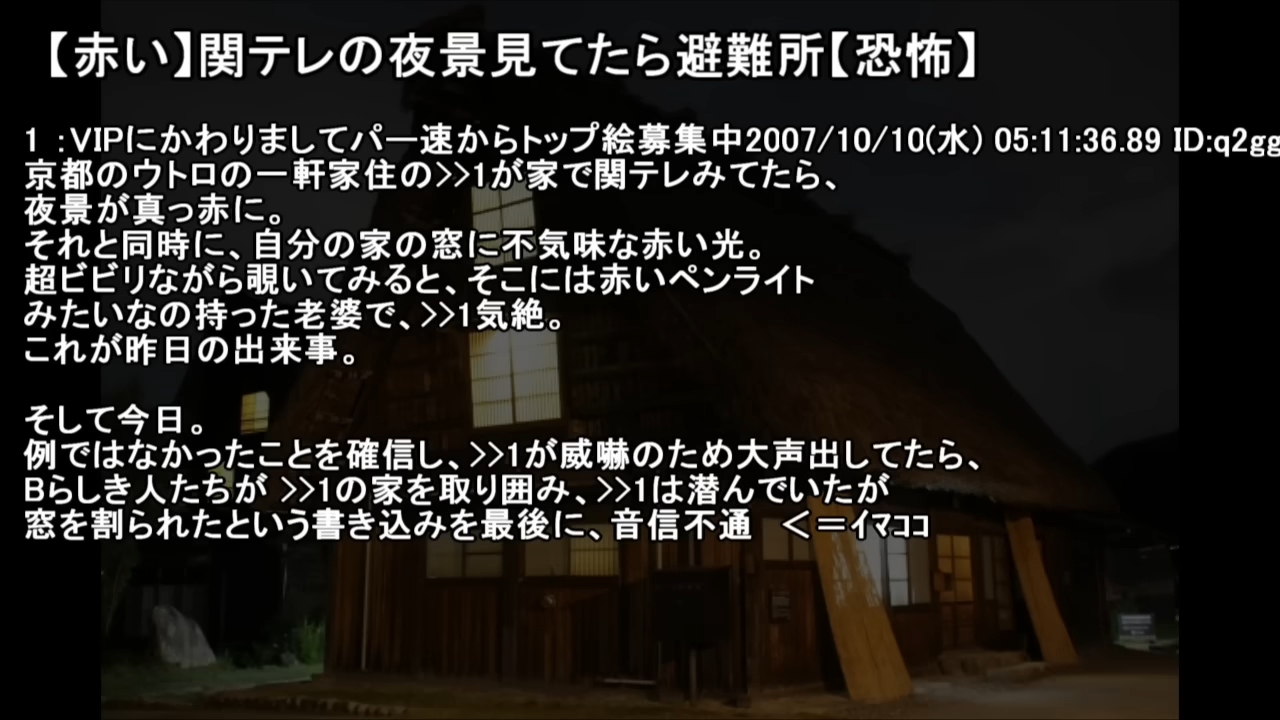 【赤い】関テレの夜景見てたら避難所【恐怖】
1 :VIPにかわりましてパー速からトップ絵募集中2007/10/10(水) 05:11:36.89 ID:q2gg
京都のウトロの一軒家住の>>1が家で関テレみてたら、
夜景が真っ赤に。
それと同時に、自分の家の窓に不気味な赤い光。
超ビビリながら覗いてみると、そこには赤いペンライト
みたいなの持った老婆で、>>1気絶。
これが昨日の出来事。
そして今日。
例ではなかったことを確信し、>>1が威嚇のため大声出してたら、
Bらしき人たちが >>1の家を取り囲み、>>1は潜んでいたが
窓を割られたという書き込みを最後に、音信不通　＜＝ｲﾏｺｺ